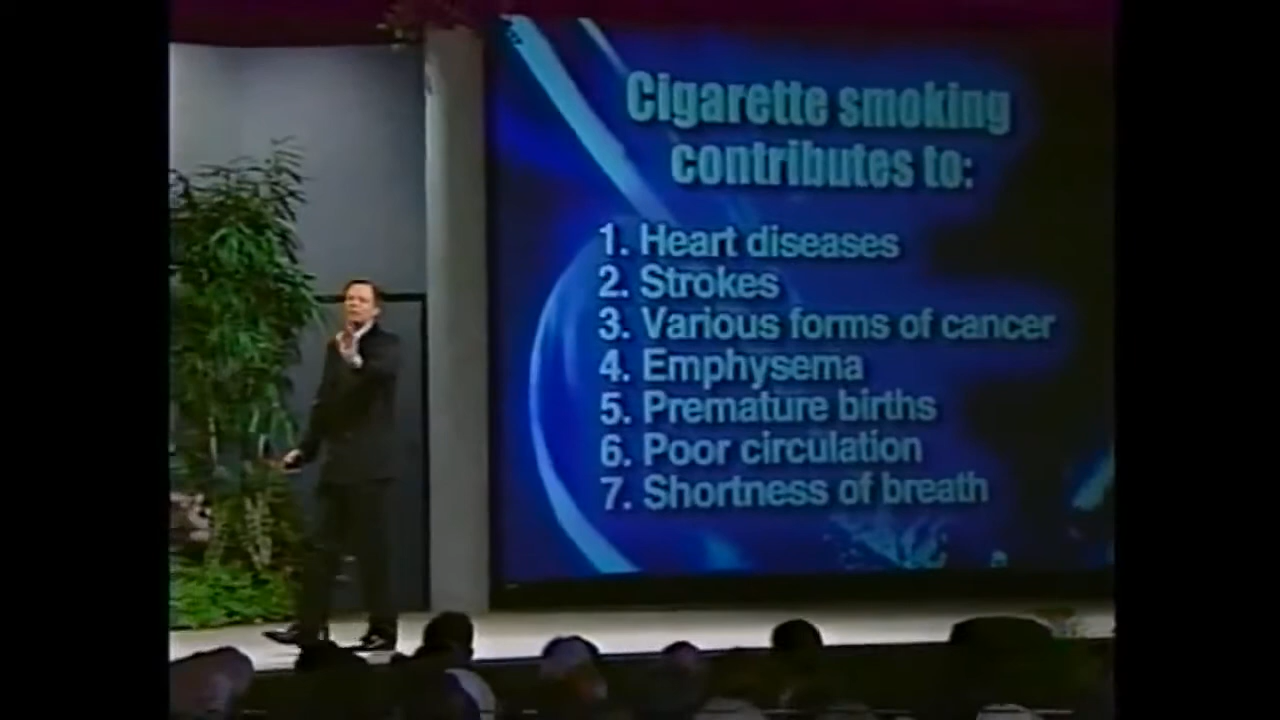 Cigarette smoking
contributes to:
1. Heart diseases
2. Strokes
3. Various forms of cancer
4. Emphysema
5. Premature births
6. Poor circulation
7. Shortness of breath